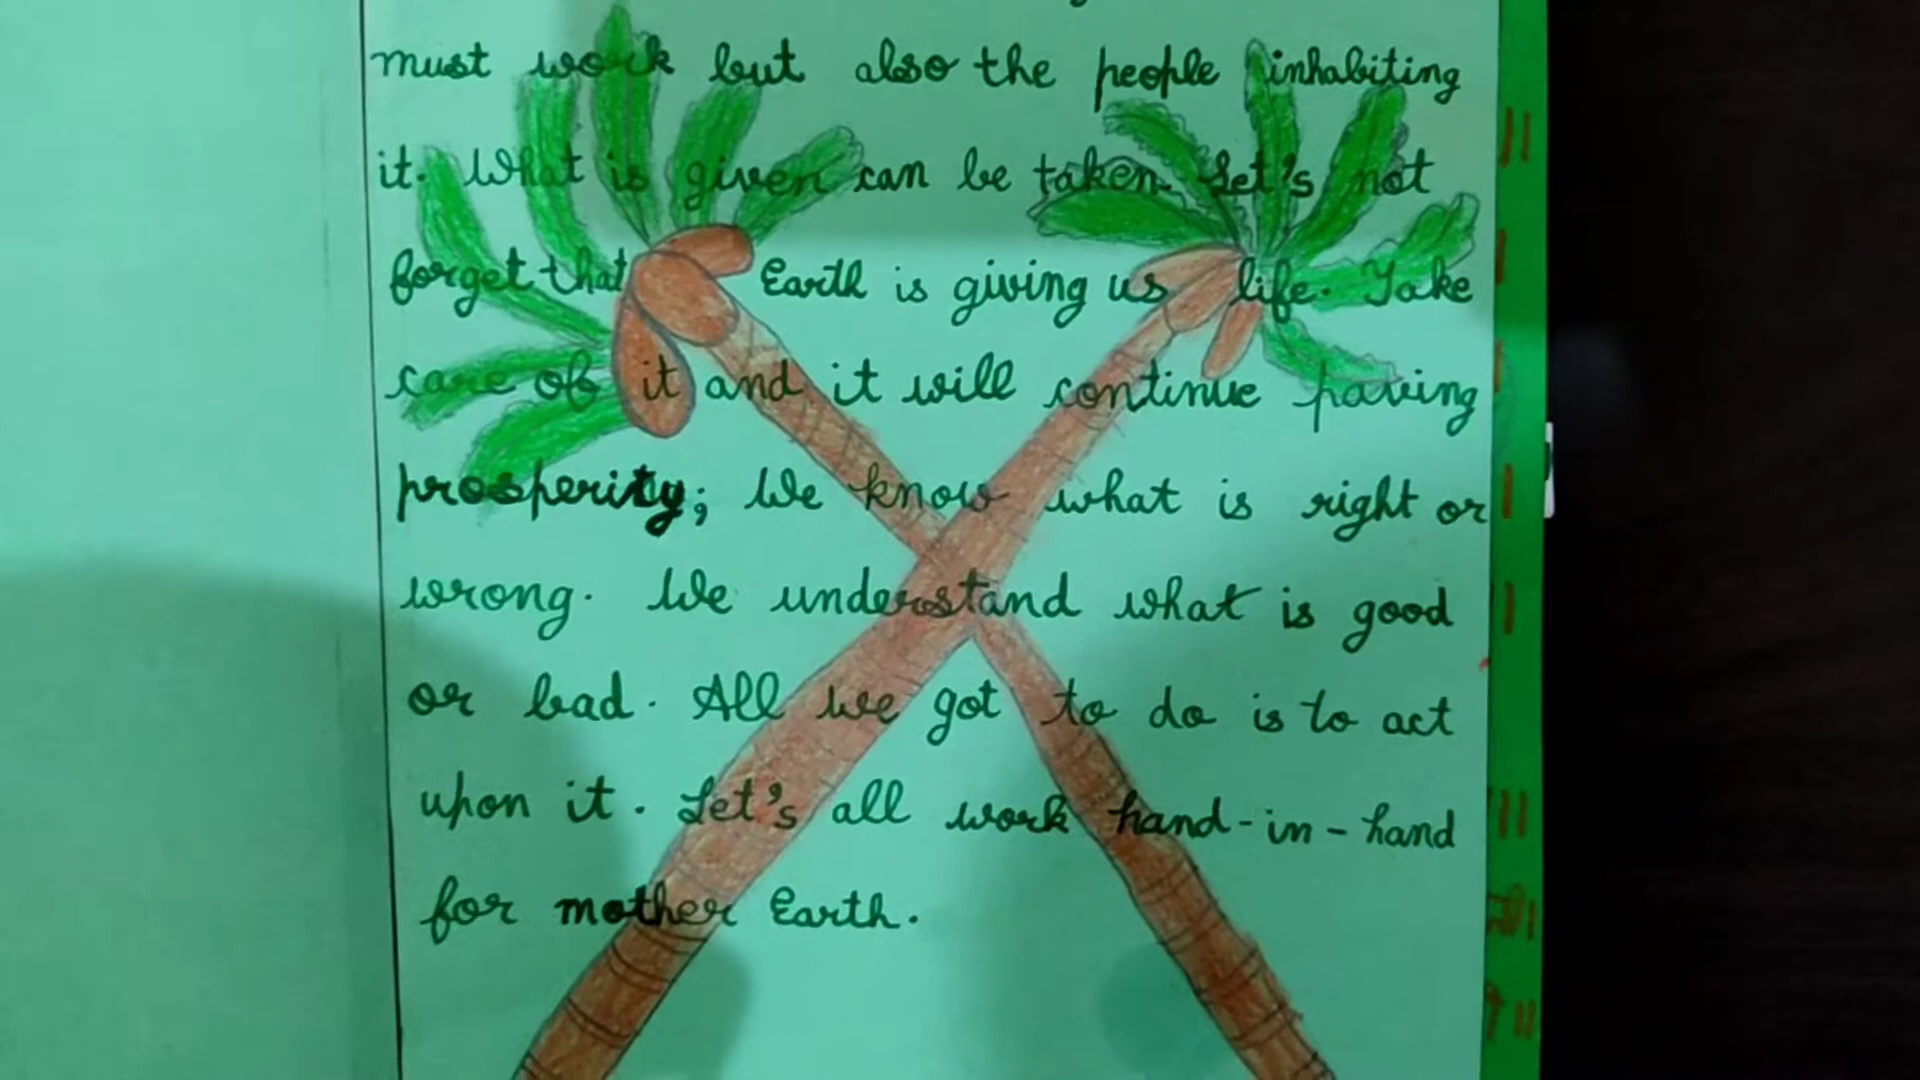 must work but also the people inhabiting
it. What is given can be taken. Let's not
forget that Earth is giving us life. Take
care of it and it will continue paving
prosperity; We know what is right or
wrong. We understand what is good
or bad. All we got to do is to act
upon it. Let's all work hand-in-hand
for mother Earth.